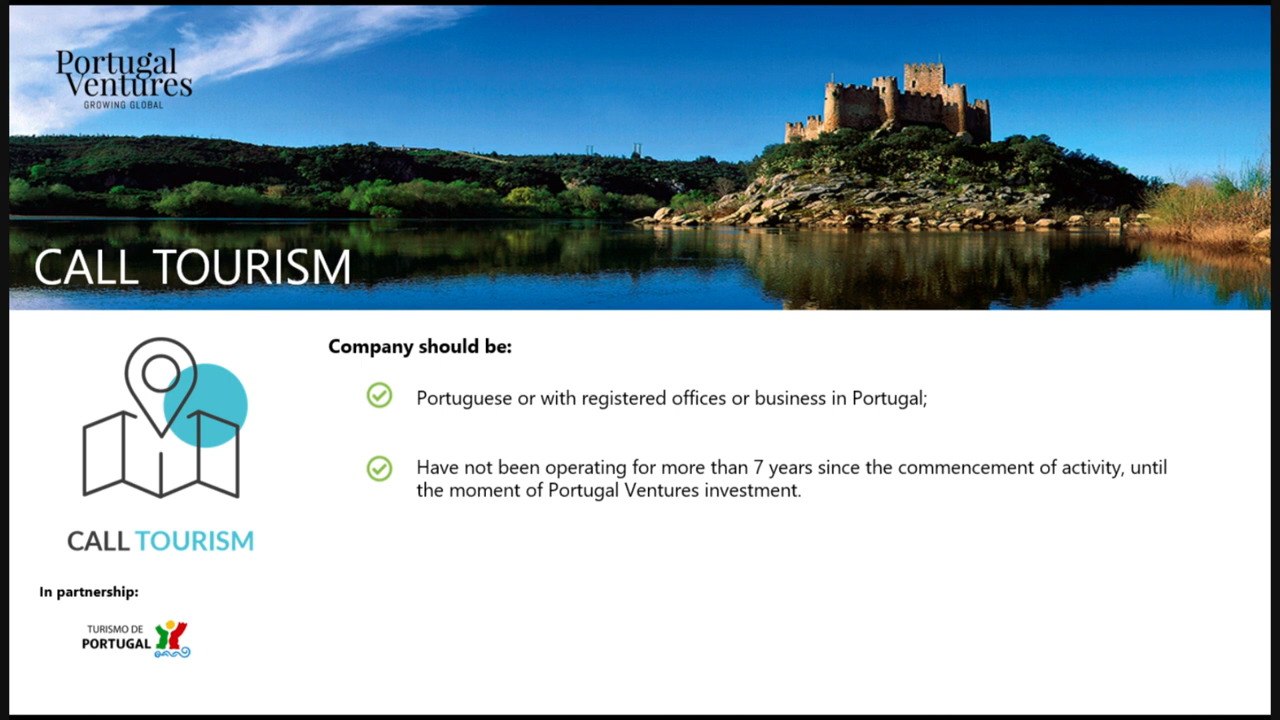 Portugal
Ventures
GROWING GLOBAL
CALL TOURISM
Company should be:
Portuguese or with registered offices or business in Portugal;
Have not been operating for more than 7 years since the commencement of activity, until
the moment of Portugal Ventures investment.
CALL TOURISM
In partnership:
TURISMO DE
PORTUGAL